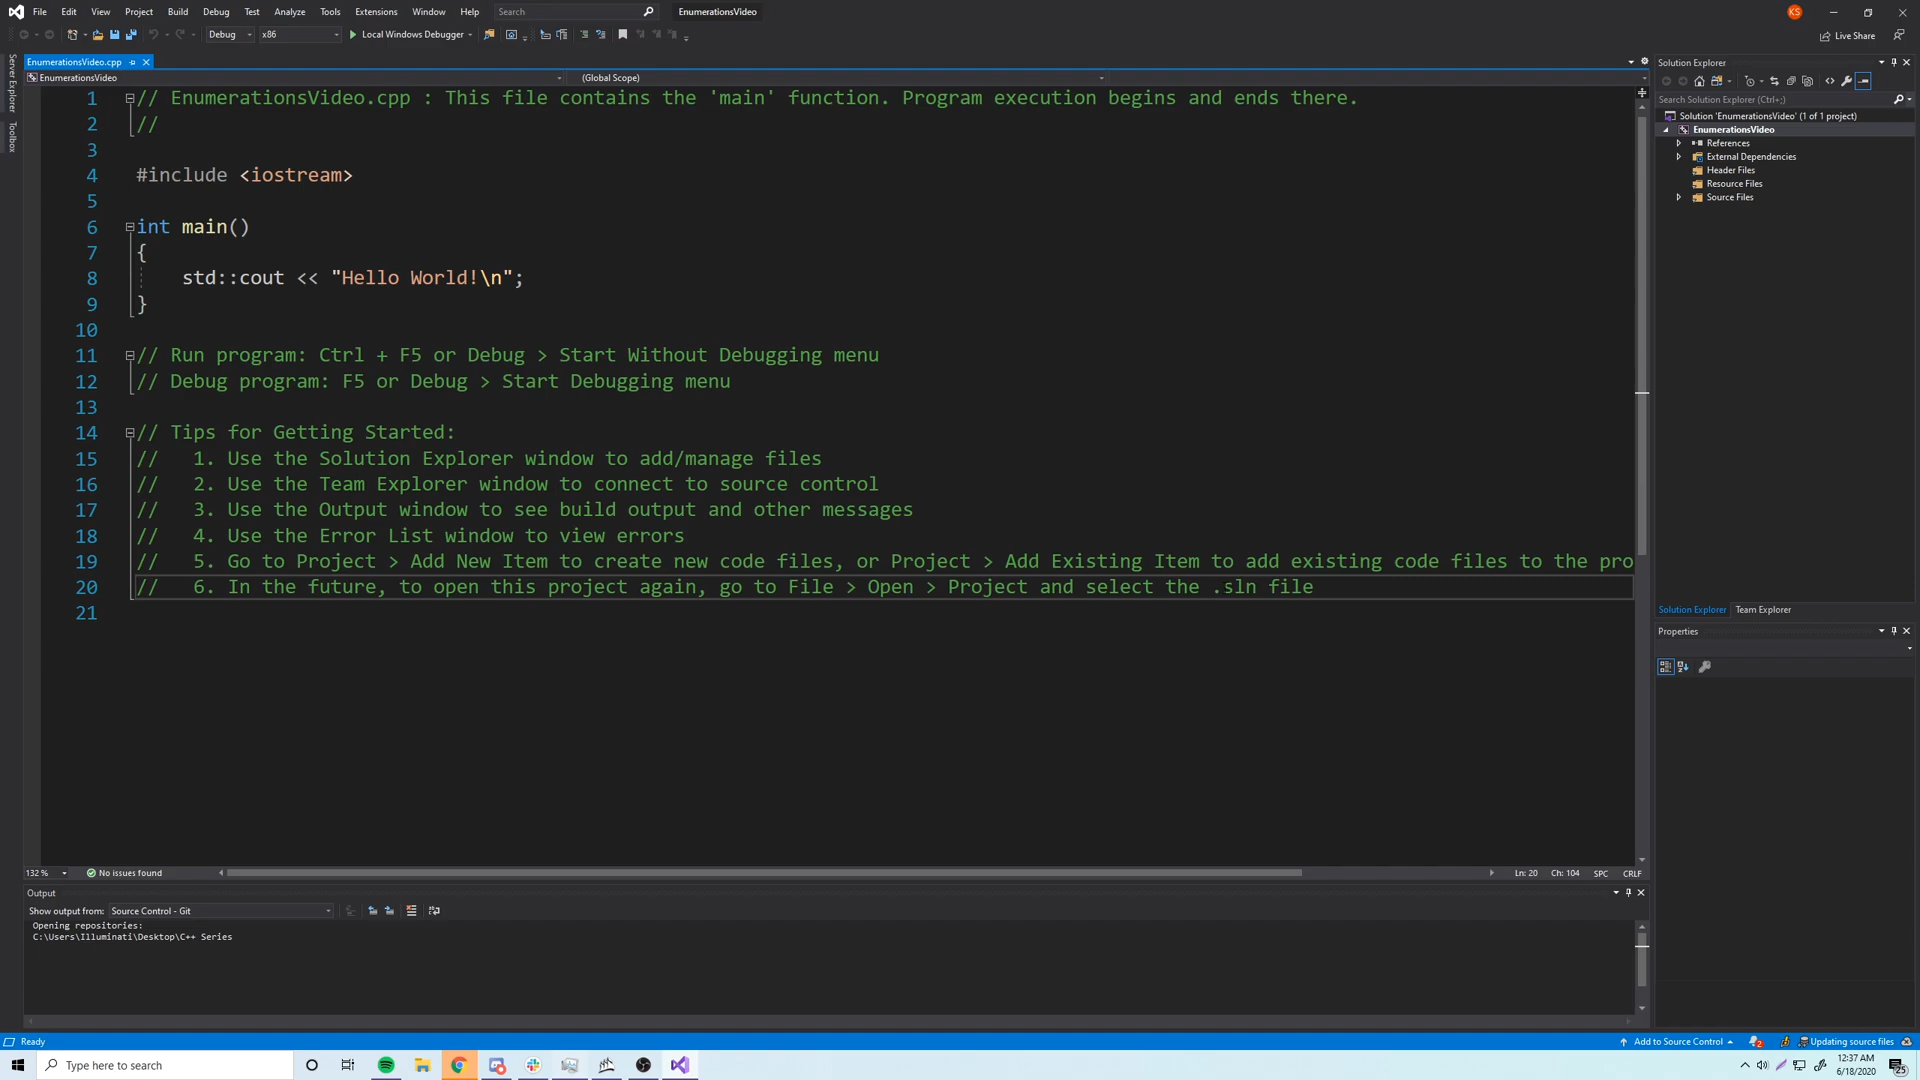 File Edit View Project Build Debug Test Analyze Tools Extensions Window Help Search EnumerationsVideo KS
Debug x86 Local Windows Debugger Live Share
Server Explorer
Toolbox
EnumerationsVideo.cpp
EnumerationsVideo (Global Scope)
1 // EnumerationsVideo.cpp : This file contains the 'main' function. Program execution begins and ends there.
2 //
3
4 #include <iostream>
5
6 int main()
7 {
8 std::cout << "Hello World!\n";
9 }
10
11 // Run program: Ctrl + F5 or Debug > Start Without Debugging menu
12 // Debug program: F5 or Debug > Start Debugging menu
13
14 // Tips for Getting Started:
15 // 1. Use the Solution Explorer window to add/manage files
16 // 2. Use the Team Explorer window to connect to source control
17 // 3. Use the Output window to see build output and other messages
18 // 4. Use the Error List window to view errors
19 // 5. Go to Project > Add New Item to create new code files, or Project > Add Existing Item to add existing code files to the pro
20 // 6. In the future, to open this project again, go to File > Open > Project and select the .sln file
21
132 % No issues found Ln: 20 Ch: 104 SPC CRLF
Output
Show output from: Source Control - Git
Opening repositories:
C:\Users\Illuminati\Desktop\C++ Series
Solution Explorer
Search Solution Explorer (Ctrl+;)
Solution 'EnumerationsVideo' (1 of 1 project)
EnumerationsVideo
References
External Dependencies
Header Files
Resource Files
Source Files
Solution Explorer Team Explorer
Properties
Ready Add to Source Control 2 Updating source files
Type here to search 12:37 AM
6/18/2020 25